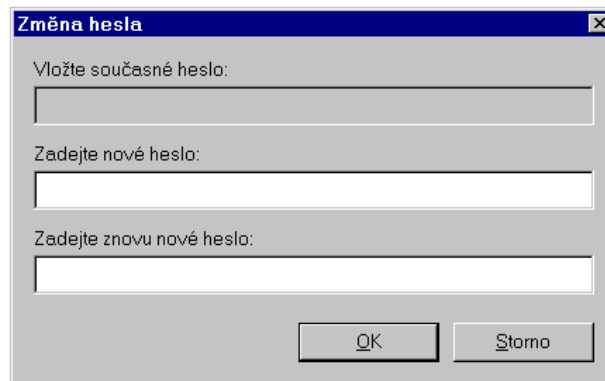 Změna hesla
Vložte současné heslo:
Zadejte nové heslo:
Zadejte znovu nové heslo:
OK Storno